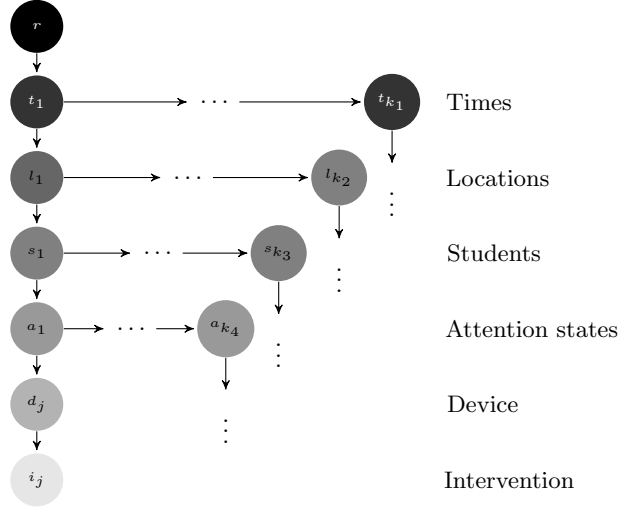 r
t₁ ⋯ tₖ₁ Times
l₁ ⋯ lₖ₂ Locations
⋮
s₁ ⋯ sₖ₃ Students
⋮
a₁ ⋯ aₖ₄ Attention states
⋮
dⱼ Device
⋮
iⱼ Intervention